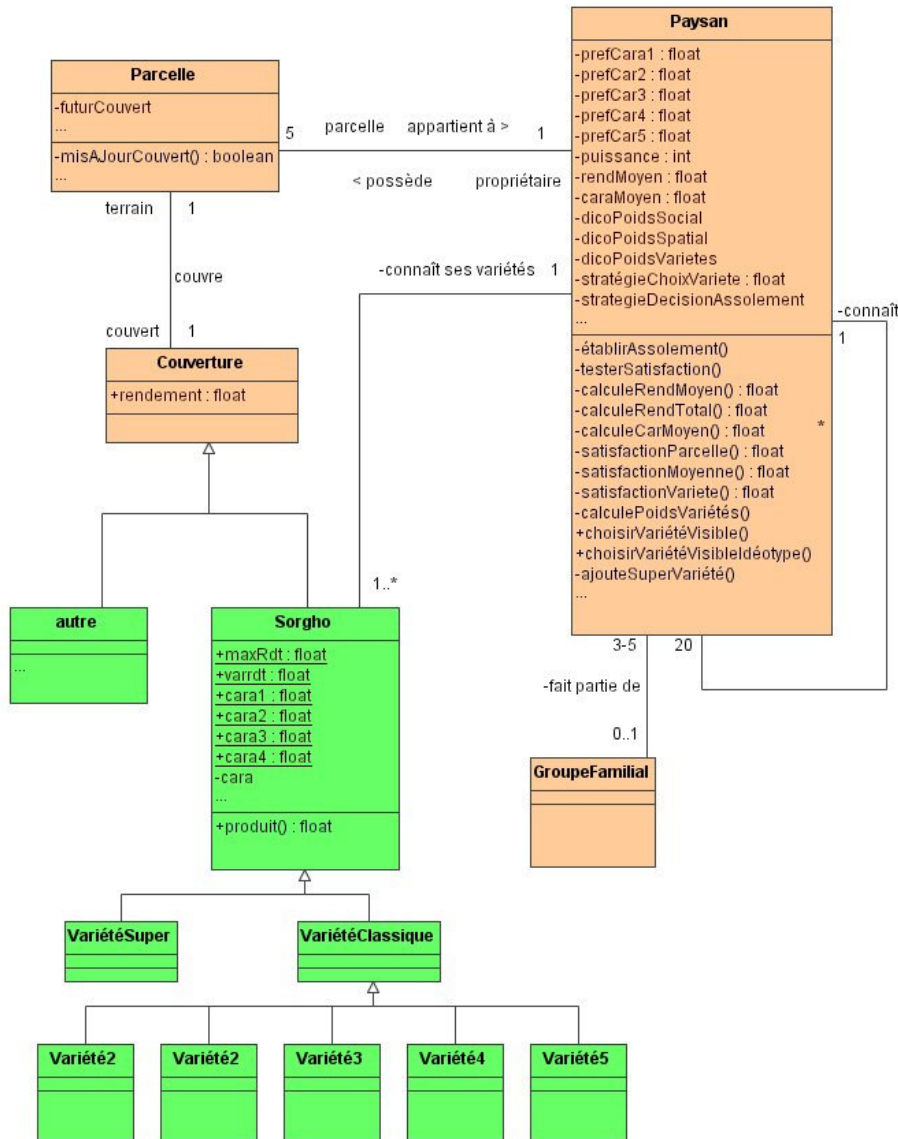 Paysan
-prefCara1 : float
-prefCar2 : float
-prefCar3 : float
-prefCar4 : float
-prefCar5 : float
-puissance : int
-rendMoyen : float
-caraMoyen : float
-dicoPoidsSocial
-dicoPoidsSpatial
-dicoPoidsVarietes
-stratégieChoixVariete : float
-strategieDecisionAssolement
...
-établirAssolement()
-testerSatisfaction()
-calculeRendMoyen() : float
-calculeRendTotal() : float
-calculeCarMoyen() : float
-satisfactionParcelle() : float
-satisfactionMoyenne() : float
-satisfactionVariete() : float
-calculePoidsVariétés()
+choisirVariétéVisible()
+choisirVariétéVisibleIdéotype()
-ajouteSuperVariété()
...
Parcelle
-futurCouvert
...
-misAJourCouvert() : boolean
...
5 parcelle appartient à > 1
< possède propriétaire
terrain 1
couvre
couvert 1
-connaît ses variétés 1
1..*
-connaît
1
*
Couverture
+rendement : float
autre
...
Sorgho
+maxRdt : float
+varrdt : float
+cara1 : float
+cara2 : float
+cara3 : float
+cara4 : float
-cara
...
+produit() : float
3-5 20
-fait partie de
0..1
GroupeFamilial
VariétéSuper
VariétéClassique
Variété2
Variété2
Variété3
Variété4
Variété5